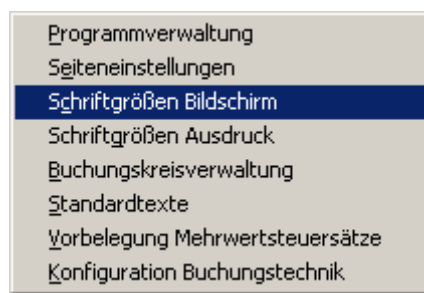 Programmverwaltung
Seiteneinstellungen
Schriftgrößen Bildschirm
Schriftgrößen Ausdruck
Buchungskreisverwaltung
Standardtexte
Vorbelegung Mehrwertsteuersätze
Konfiguration Buchungstechnik